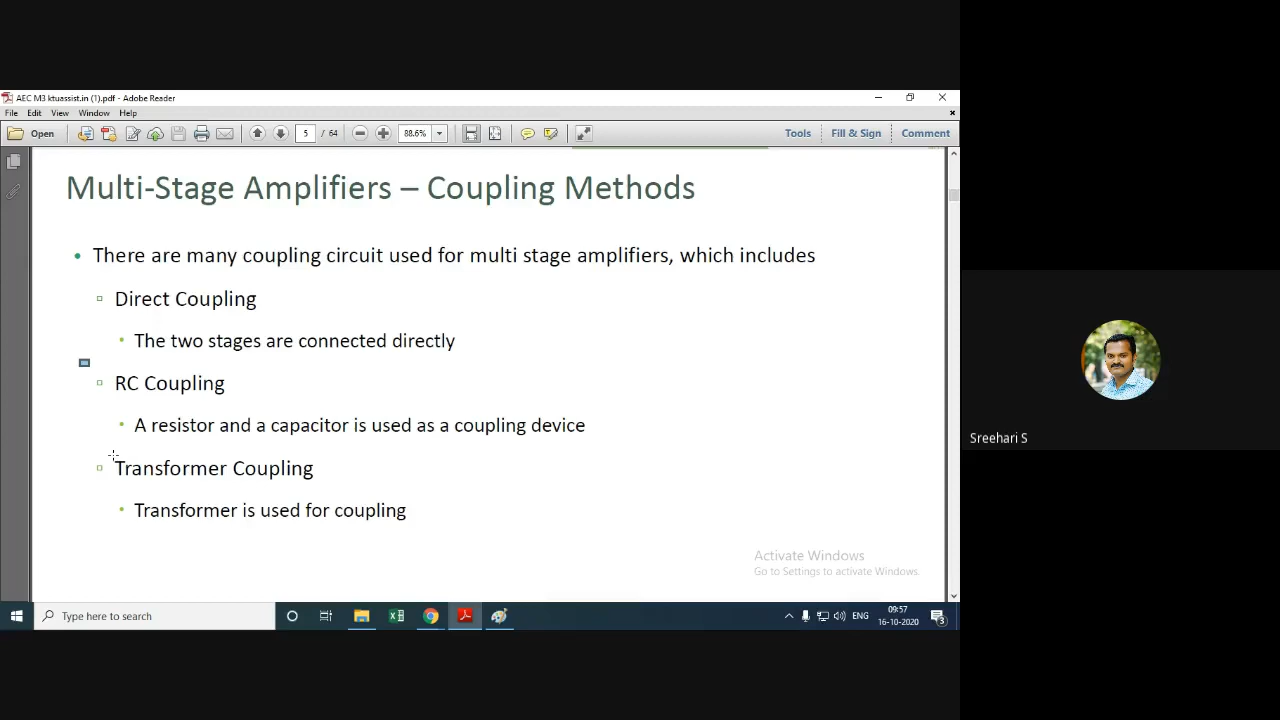 AEC M3 ktuassist.in (1).pdf - Adobe Reader
File Edit View Window Help
Open 5 / 64 88.6% Tools Fill & Sign Comment
Multi-Stage Amplifiers – Coupling Methods
• There are many coupling circuit used for multi stage amplifiers, which includes
Direct Coupling
• The two stages are connected directly
RC Coupling
• A resistor and a capacitor is used as a coupling device
Transformer Coupling
• Transformer is used for coupling
Activate Windows
Go to Settings to activate Windows.
Sreehari S
Type here to search
ENG
09:57
16-10-2020
3